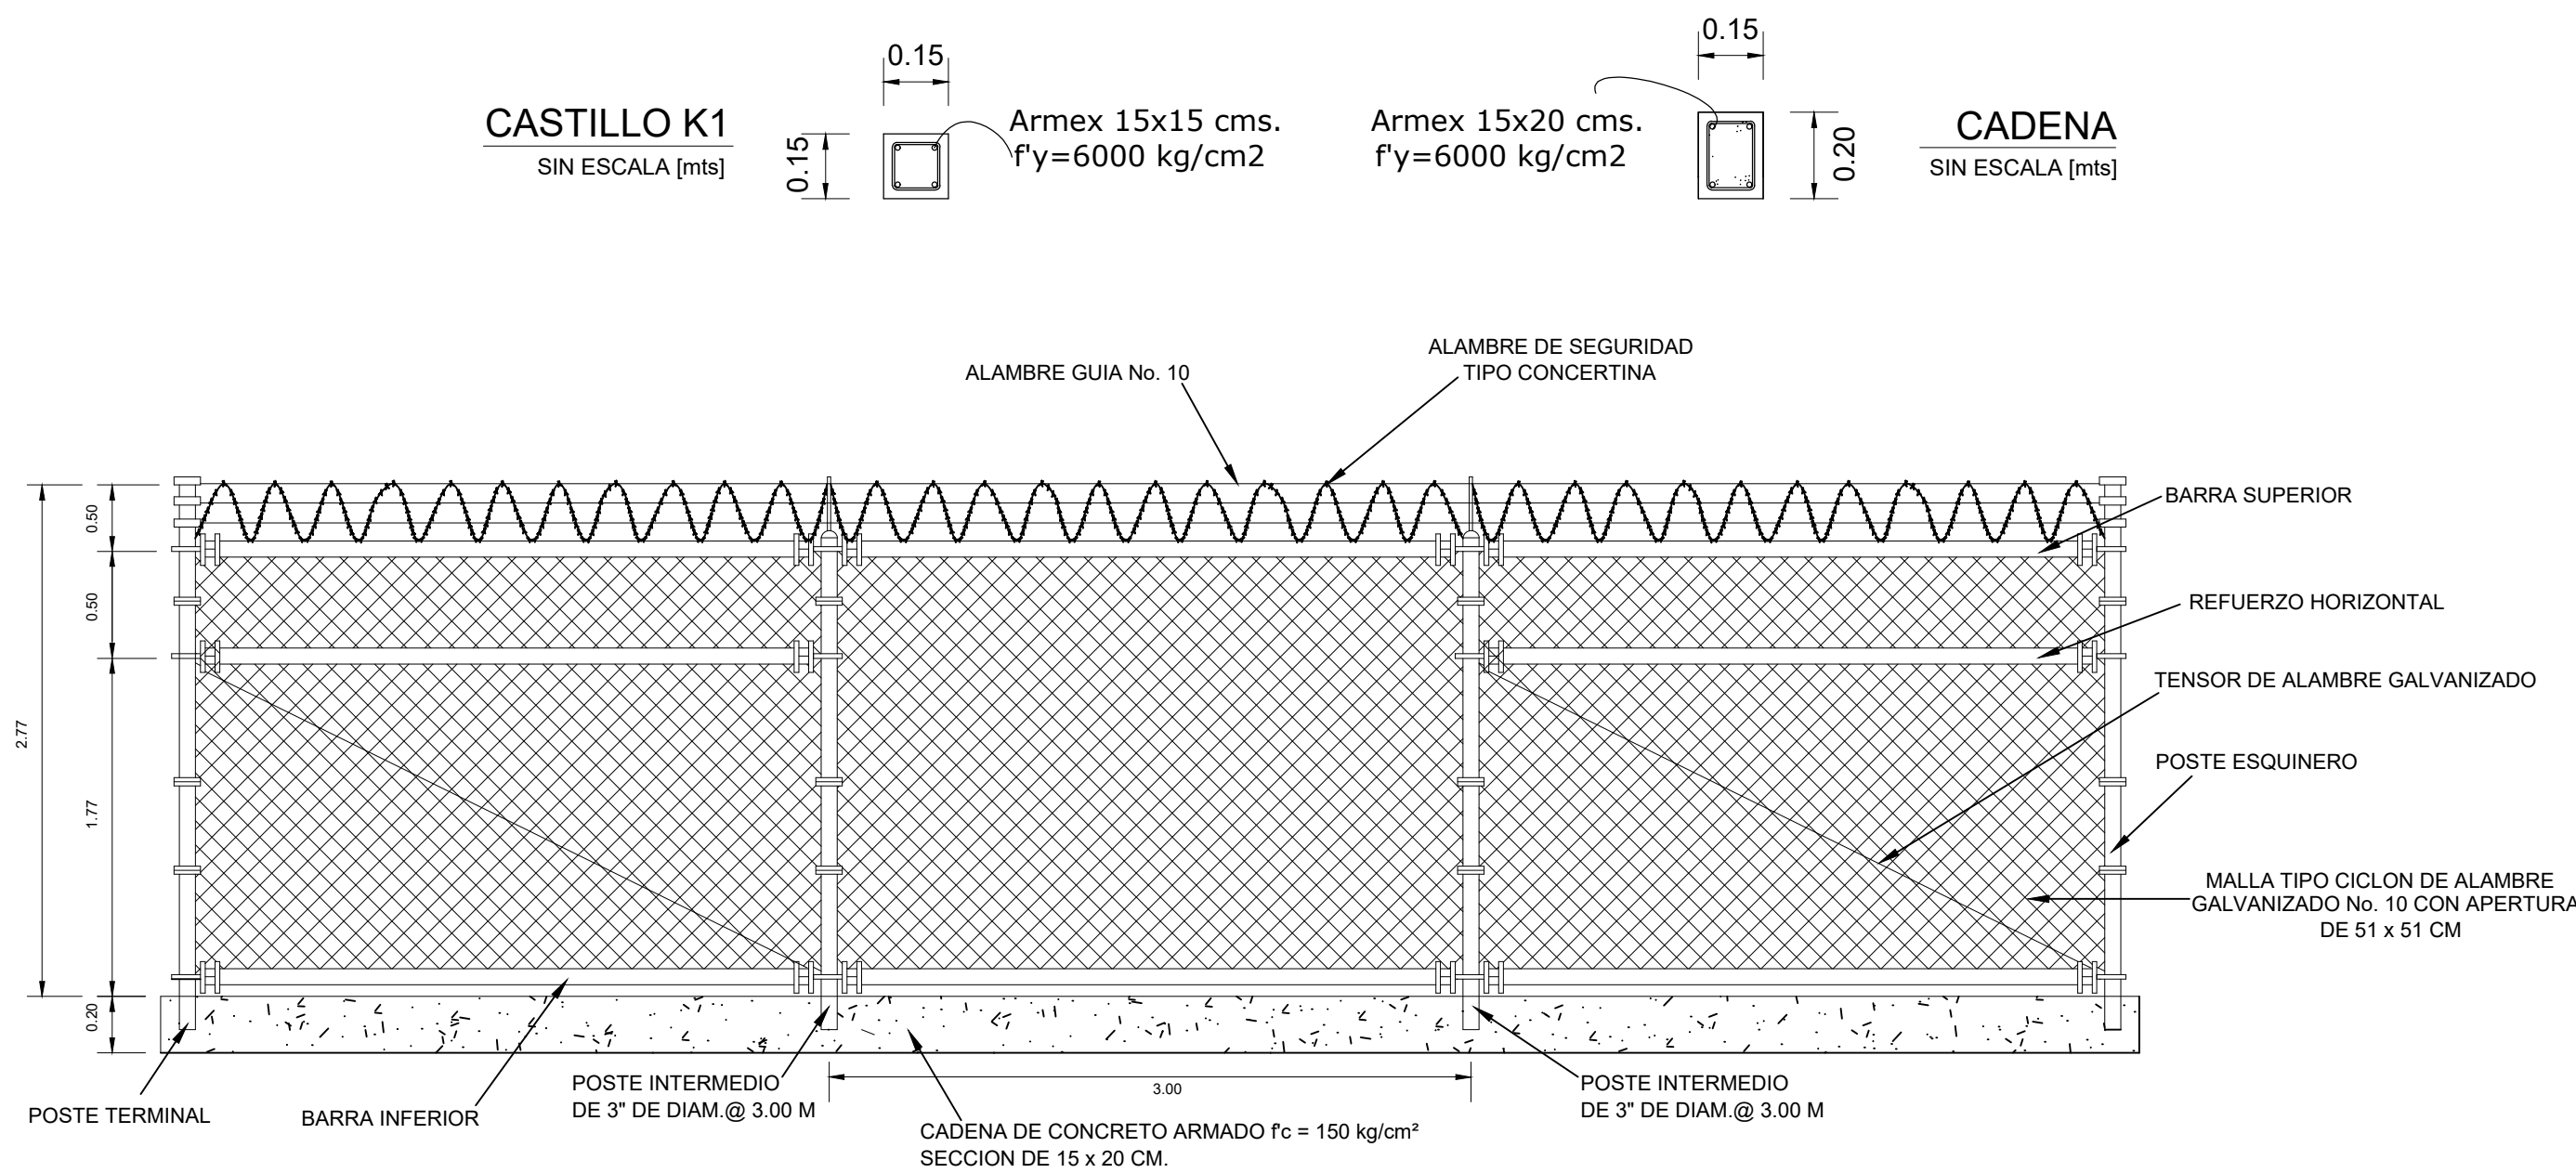 0.15
0.15
CASTILLO K1
SIN ESCALA [mts]
0.15
Armex 15x15 cms.
f'y=6000 kg/cm2
Armex 15x20 cms.
f'y=6000 kg/cm2
0.20
CADENA
SIN ESCALA [mts]
ALAMBRE GUIA No. 10
ALAMBRE DE SEGURIDAD
TIPO CONCERTINA
BARRA SUPERIOR
REFUERZO HORIZONTAL
TENSOR DE ALAMBRE GALVANIZADO
POSTE ESQUINERO
MALLA TIPO CICLON DE ALAMBRE
GALVANIZADO No. 10 CON APERTURA
DE 51 x 51 CM
0.50
0.50
2.77
1.77
0.20
POSTE TERMINAL
BARRA INFERIOR
POSTE INTERMEDIO
DE 3" DE DIAM.@ 3.00 M
3.00
CADENA DE CONCRETO ARMADO f'c = 150 kg/cm²
SECCION DE 15 x 20 CM.
POSTE INTERMEDIO
DE 3" DE DIAM.@ 3.00 M